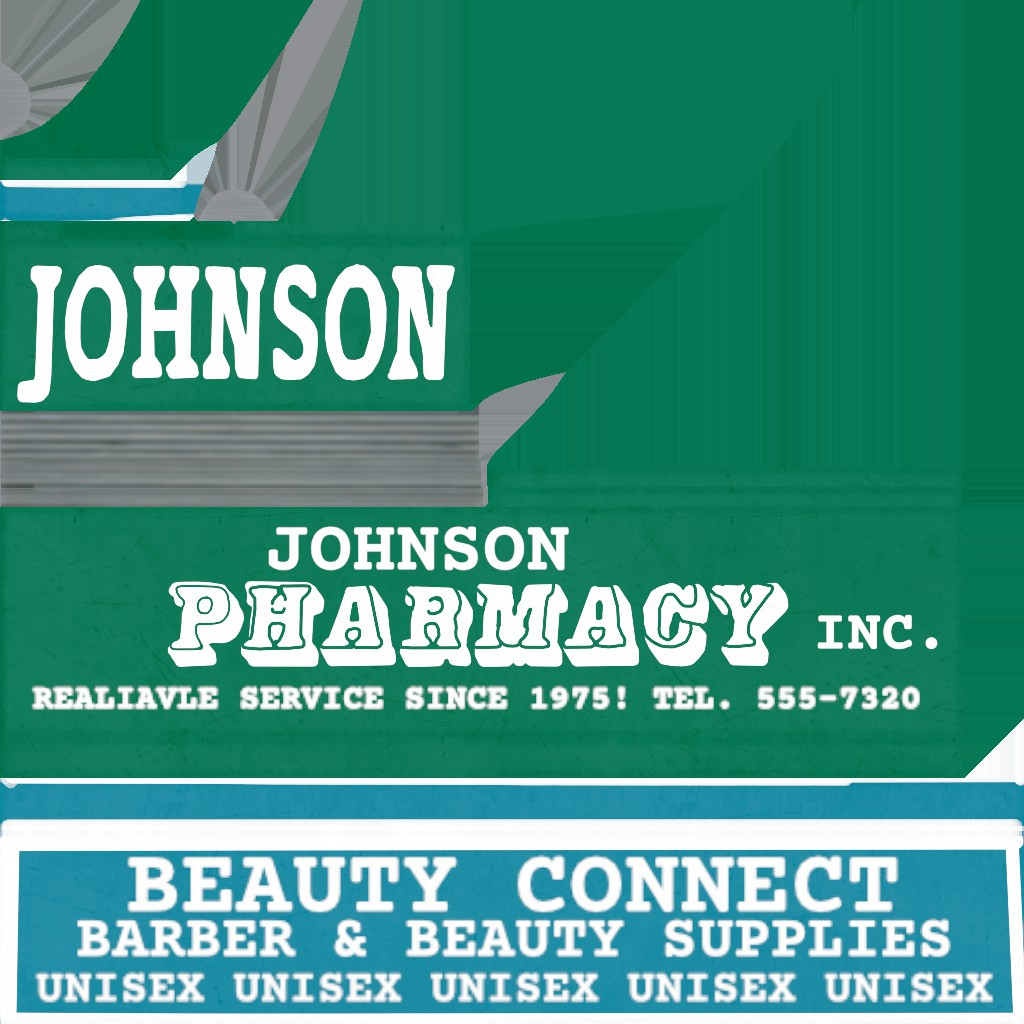 JOHNSON
JOHNSON
PHARMACY INC.
REALIAVLE SERVICE SINCE 1975! TEL. 555-7320
BEAUTY CONNECT
BARBER & BEAUTY SUPPLIES
UNISEX UNISEX UNISEX UNISEX UNISEX